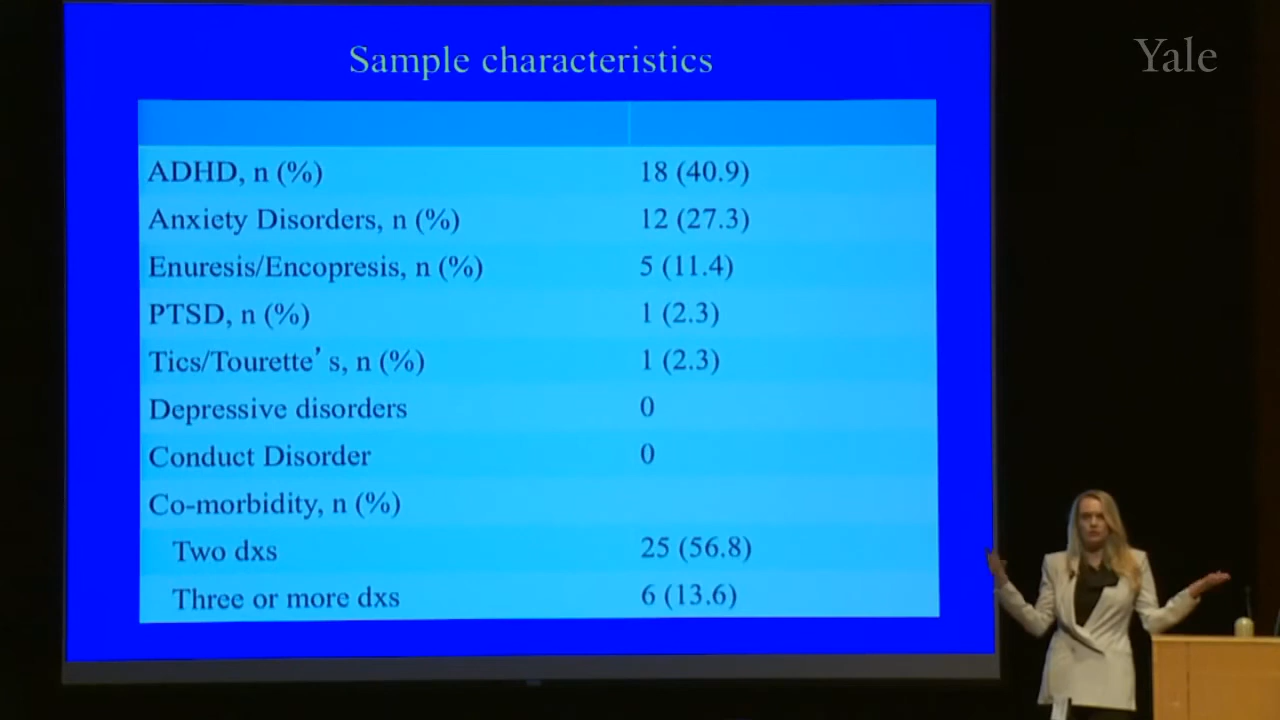 Yale
Sample characteristics
ADHD, n (%) 18 (40.9)
Anxiety Disorders, n (%) 12 (27.3)
Enuresis/Encopresis, n (%) 5 (11.4)
PTSD, n (%) 1 (2.3)
Tics/Tourette’s, n (%) 1 (2.3)
Depressive disorders 0
Conduct Disorder 0
Co-morbidity, n (%)
Two dxs 25 (56.8)
Three or more dxs 6 (13.6)